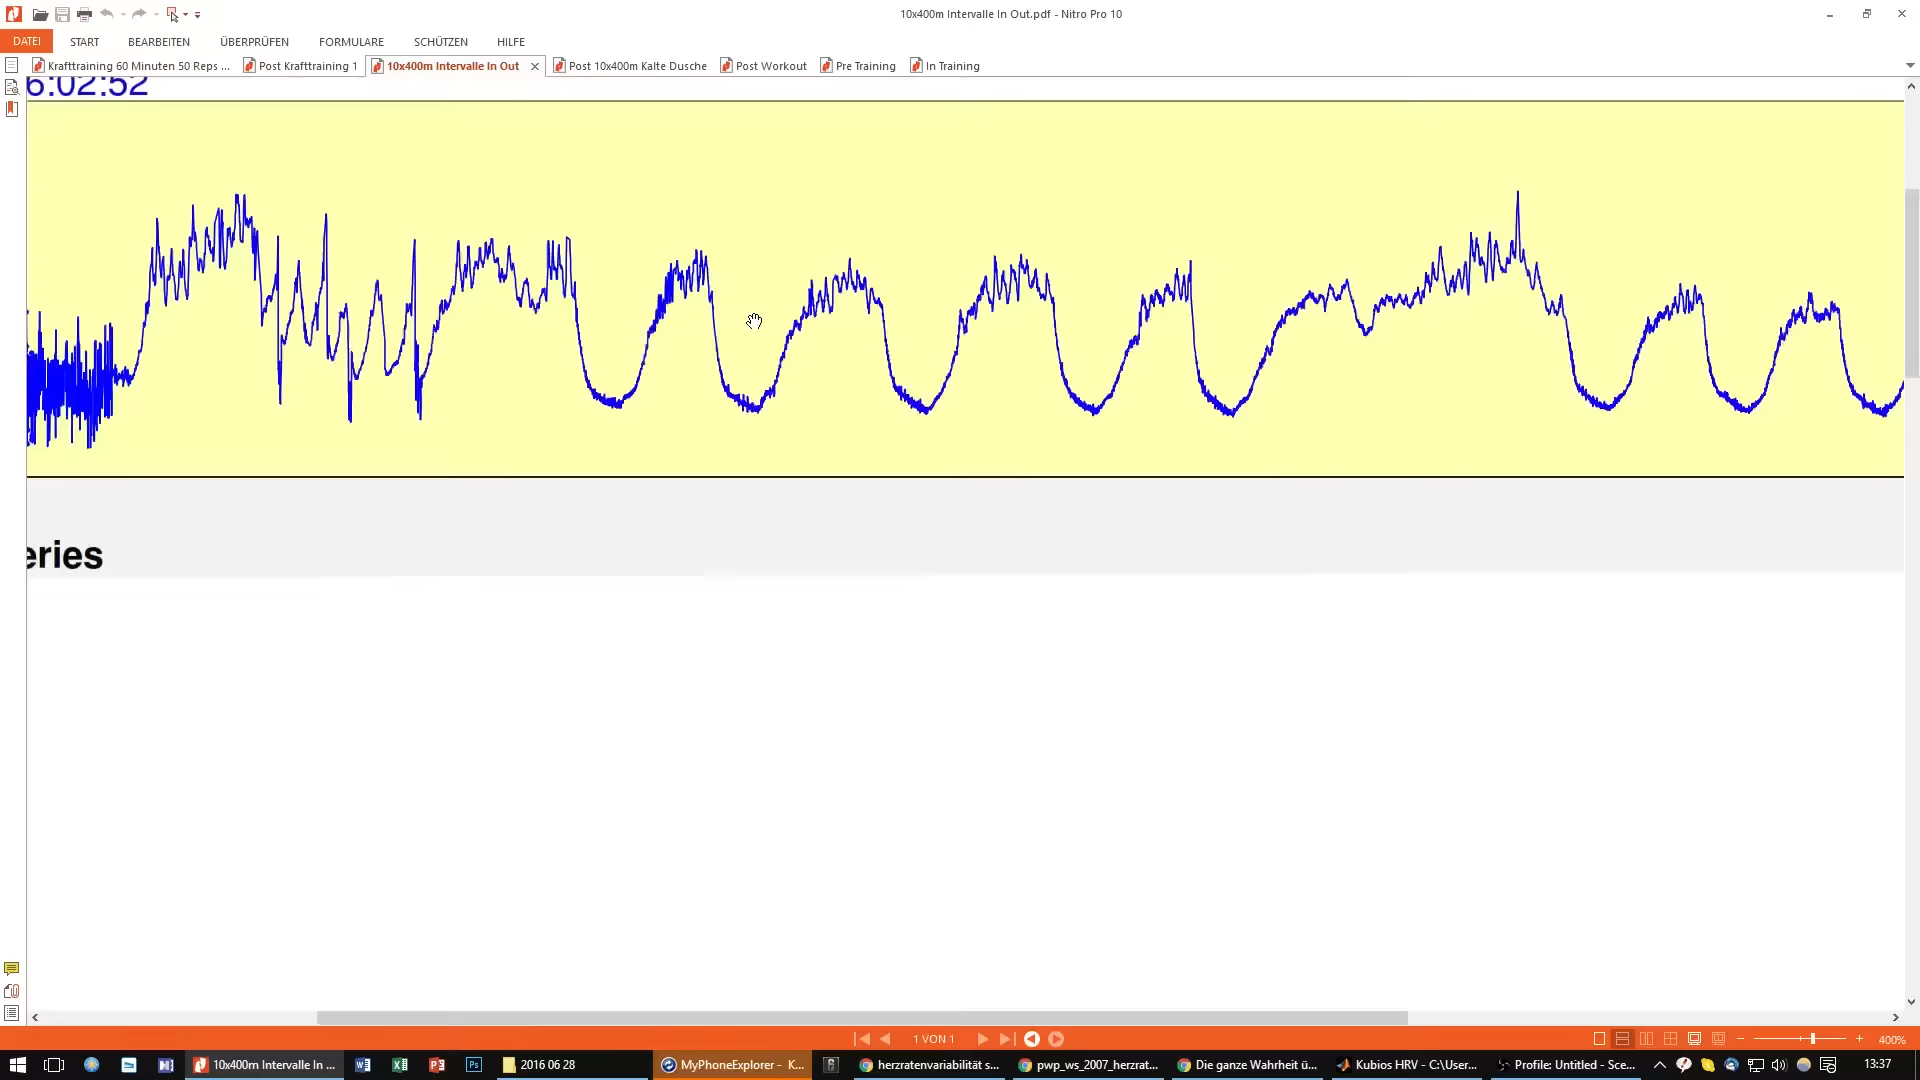 10x400m Intervalle In Out.pdf - Nitro Pro 10
DATEI START BEARBEITEN ÜBERPRÜFEN FORMULARE SCHÜTZEN HILFE
Krafttraining 60 Minuten 50 Reps ... Post Krafttraining 1 10x400m Intervalle In Out Post 10x400m Kalte Dusche Post Workout Pre Training In Training
6:02:52
eries
1 VON 1
400%
10x400m Intervalle In ... 2016 06 28 MyPhoneExplorer - K... herzratenvariabilität s... pwp_ws_2007_herzrat... Die ganze Wahrheit ü... Kubios HRV - C:\User... Profile: Untitled - Sce... 13:37